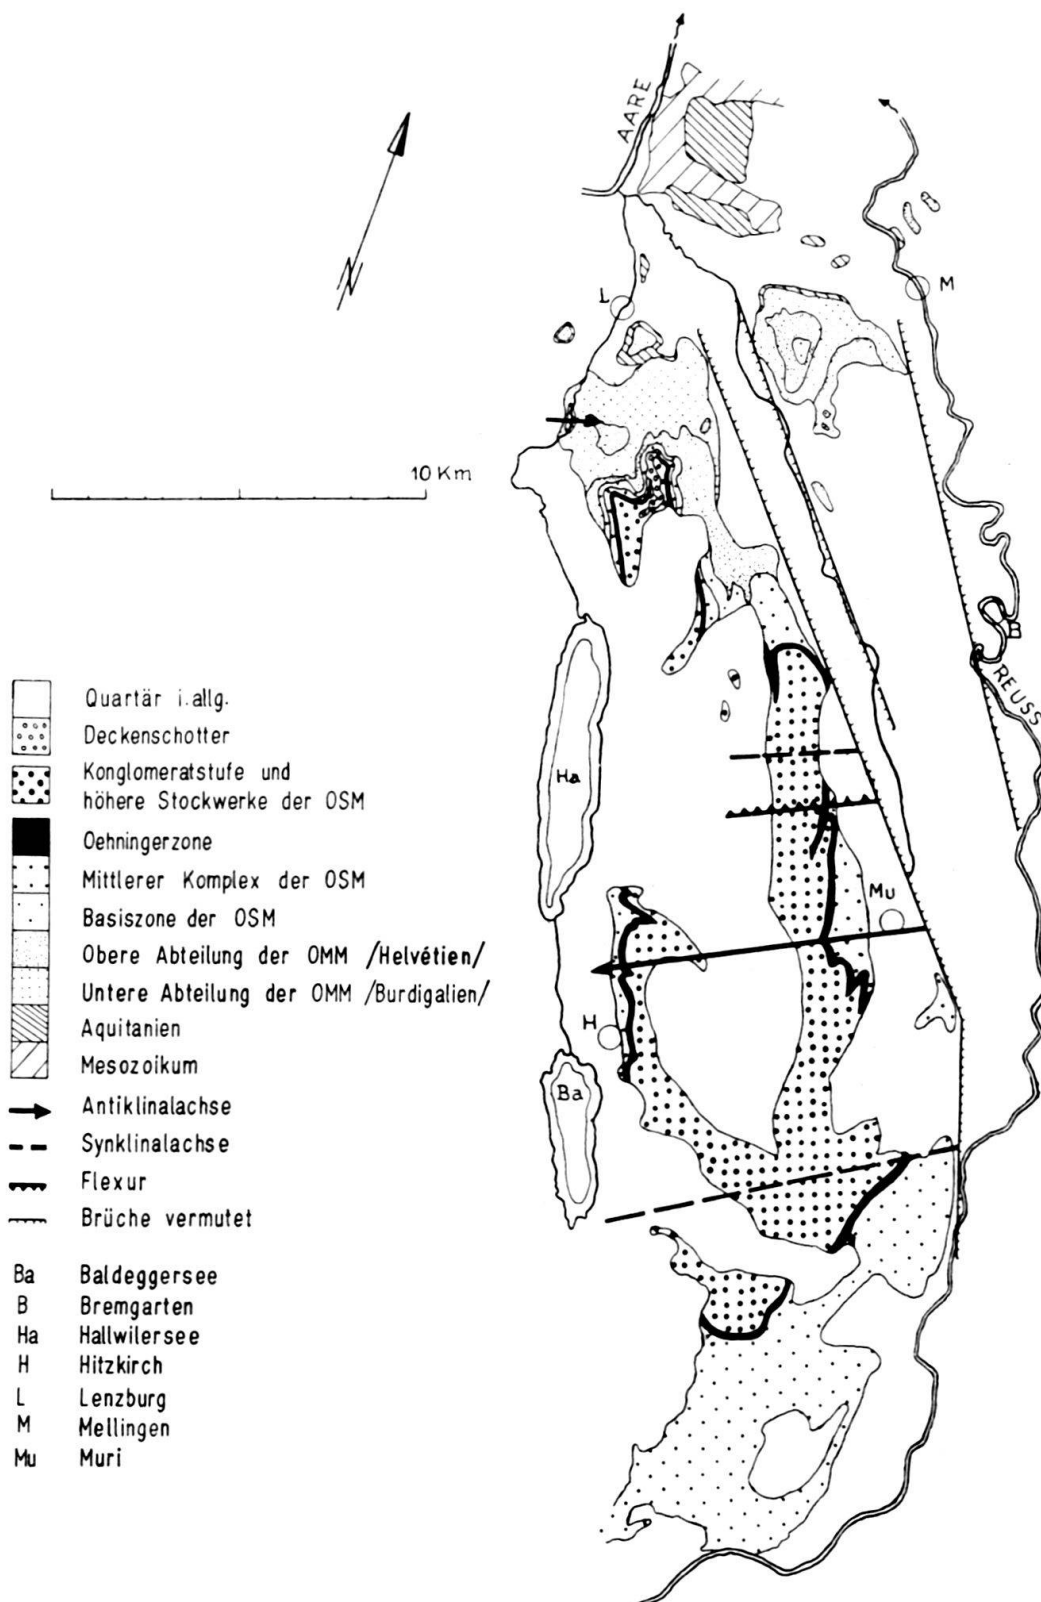 AARE
N
L
M
10 Km
B
REUSS
Ha
Mu
H
Ba
Quartär i. allg.
Deckenschotter
Konglomeratstufe und
höhere Stockwerke der OSM
Oehningerzone
Mittlerer Komplex der OSM
Basiszone der OSM
Obere Abteilung der OMM /Helvétien/
Untere Abteilung der OMM /Burdigalien/
Aquitanien
Mesozoikum
Antiklinalachse
Synklinalachse
Flexur
Brüche vermutet
Ba Baldeggersee
B Bremgarten
Ha Hallwilersee
H Hitzkirch
L Lenzburg
M Mellingen
Mu Muri